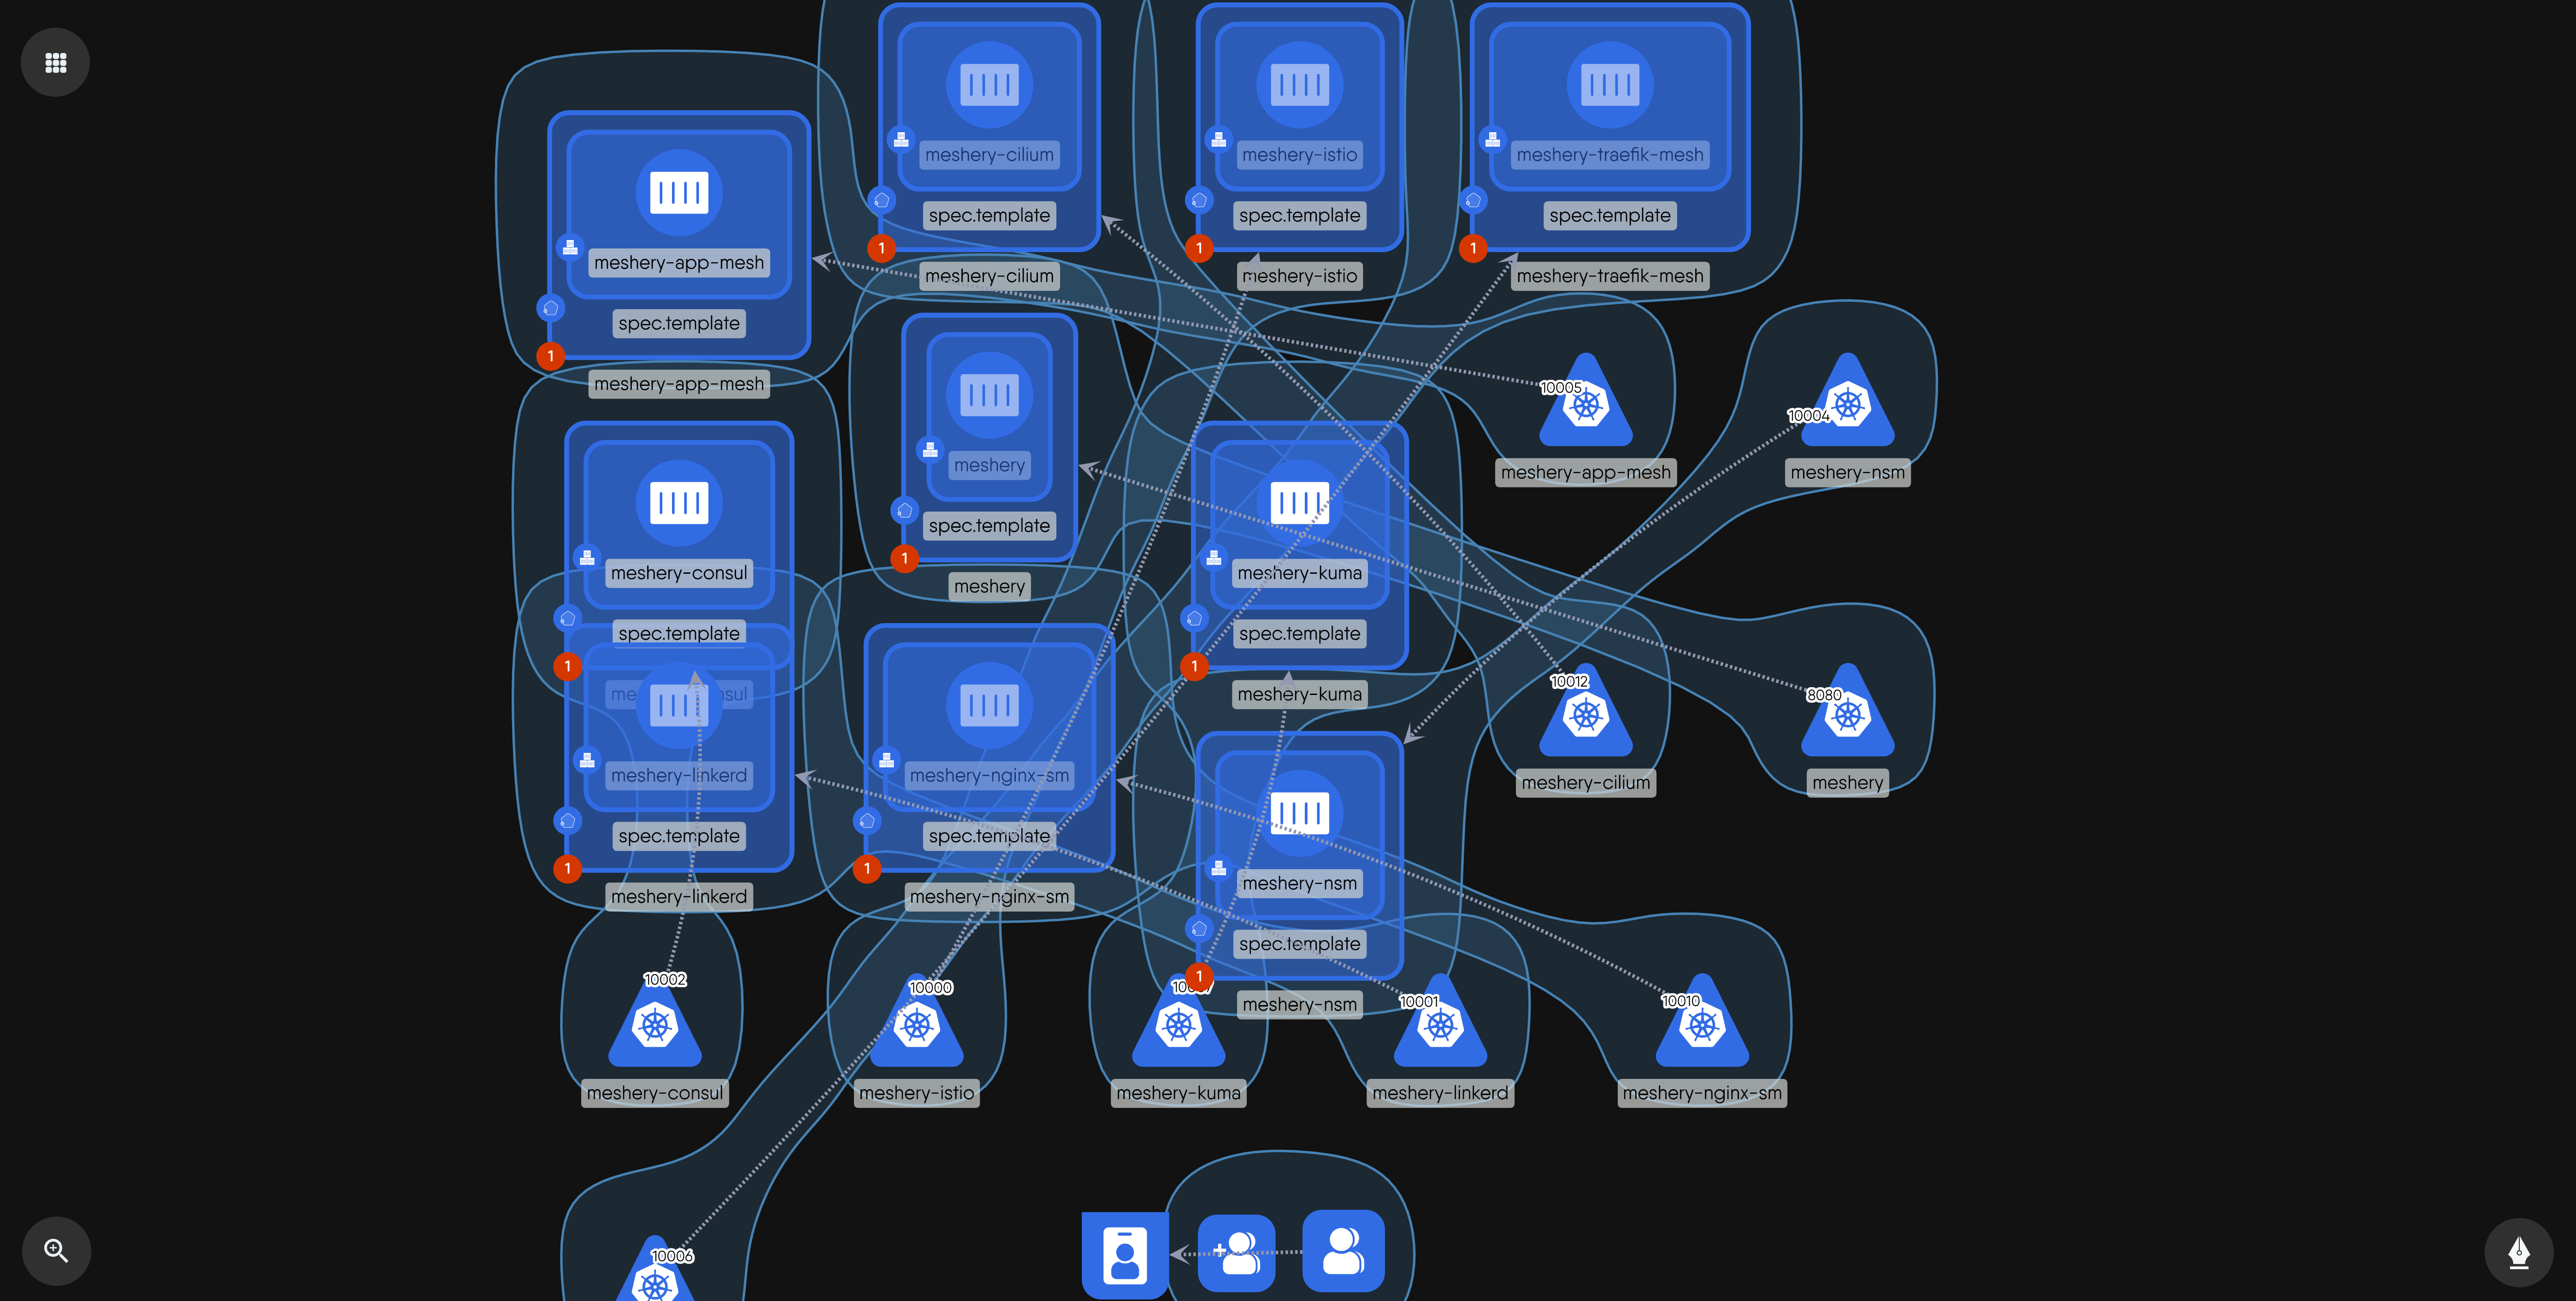 meshery-cilium
spec.template
1
meshery-cilium
meshery-istio
spec.template
1
meshery-istio
meshery-traefik-mesh
spec.template
1
meshery-traefik-mesh
meshery-app-mesh
spec.template
1
meshery-app-mesh
meshery
spec.template
1
meshery
10005
meshery-app-mesh
10004
meshery-nsm
meshery-consul
spec.template
1
meshery-kuma
spec.template
1
meshery-kuma
10012
meshery-cilium
8080
meshery
meshery-linkerd
spec.template
1
meshery-linkerd
meshery-nginx-sm
spec.template
1
meshery-nginx-sm
meshery-nsm
spec.template
1
meshery-nsm
10002
meshery-consul
10000
meshery-istio
meshery-kuma
10001
meshery-linkerd
10010
meshery-nginx-sm
10006